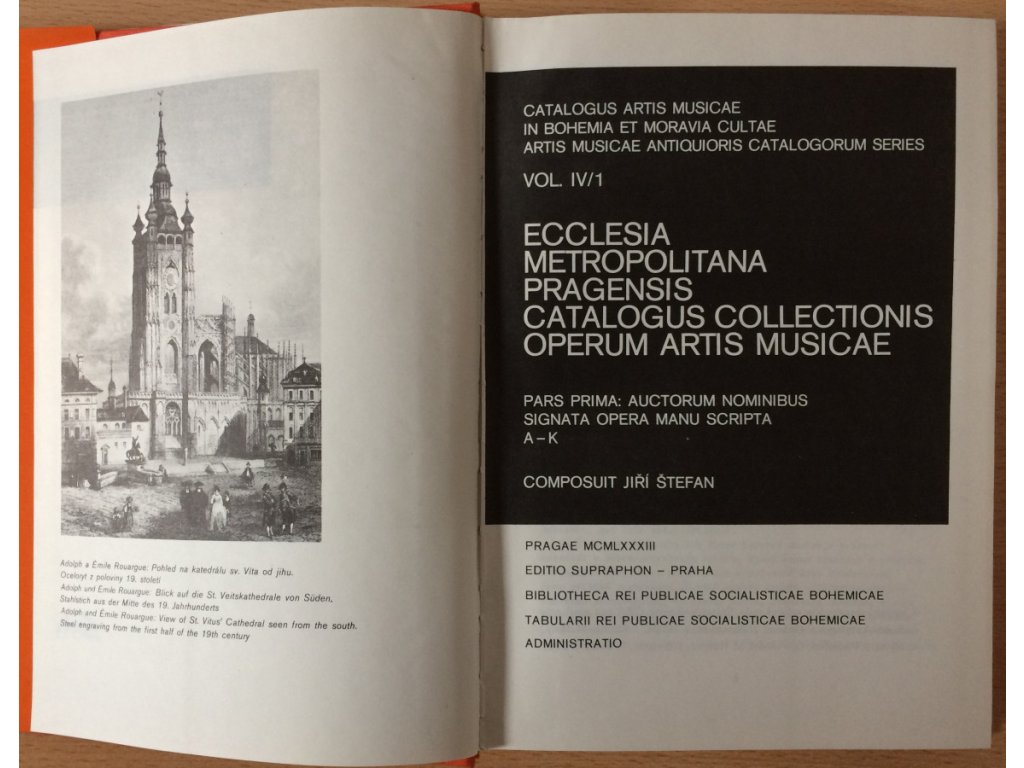 Adolph a Émile Rouargue: Pohled na katedrálu sv. Víta od jihu.
Oceloryt z poloviny 19. století
Adolph und Émile Rouargue: Blick auf die St. Veitskathedrale von Süden.
Stahlstich aus der Mitte des 19. Jahrhunderts
Adolph and Émile Rouargue: View of St. Vitus' Cathedral seen from the south.
Steel engraving from the first half of the 19th century
CATALOGUS ARTIS MUSICAE
IN BOHEMIA ET MORAVIA CULTAE
ARTIS MUSICAE ANTIQUIORIS CATALOGORUM SERIES
VOL. IV/1
ECCLESIA
METROPOLITANA
PRAGENSIS
CATALOGUS COLLECTIONIS
OPERUM ARTIS MUSICAE
PARS PRIMA: AUCTORUM NOMINIBUS
SIGNATA OPERA MANU SCRIPTA
A – K
COMPOSUIT JIŘÍ ŠTEFAN
PRAGAE MCMLXXXIII
EDITIO SUPRAPHON – PRAHA
BIBLIOTHECA REI PUBLICAE SOCIALISTICAE BOHEMICAE
TABULARII REI PUBLICAE SOCIALISTICAE BOHEMICAE
ADMINISTRATIO